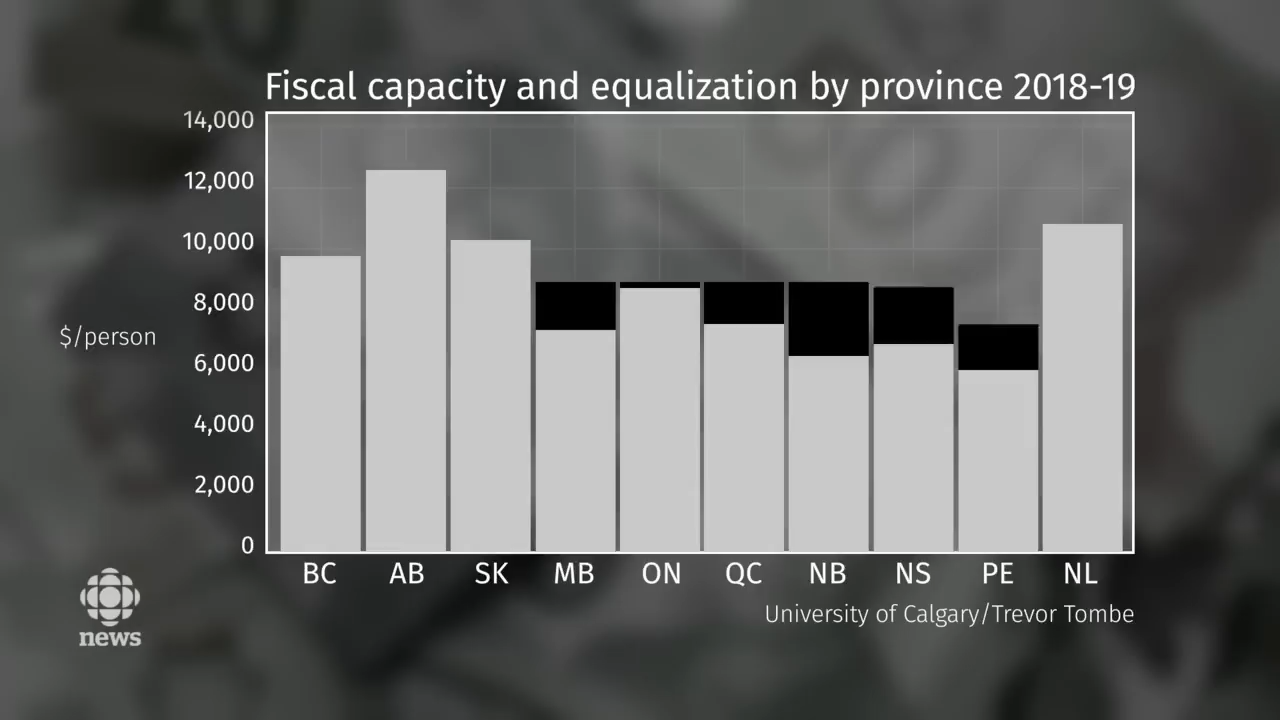 Fiscal capacity and equalization by province 2018-19
14,000
12,000
10,000
8,000
$/person
6,000
4,000
2,000
0
BC AB SK MB ON QC NB NS PE NL
University of Calgary/Trevor Tombe
news